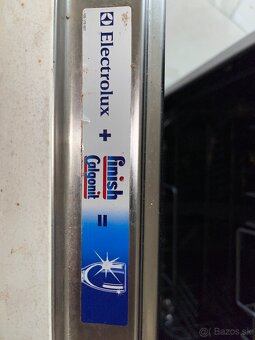 Electrolux + finish Calgonit =
© Bazos.sk